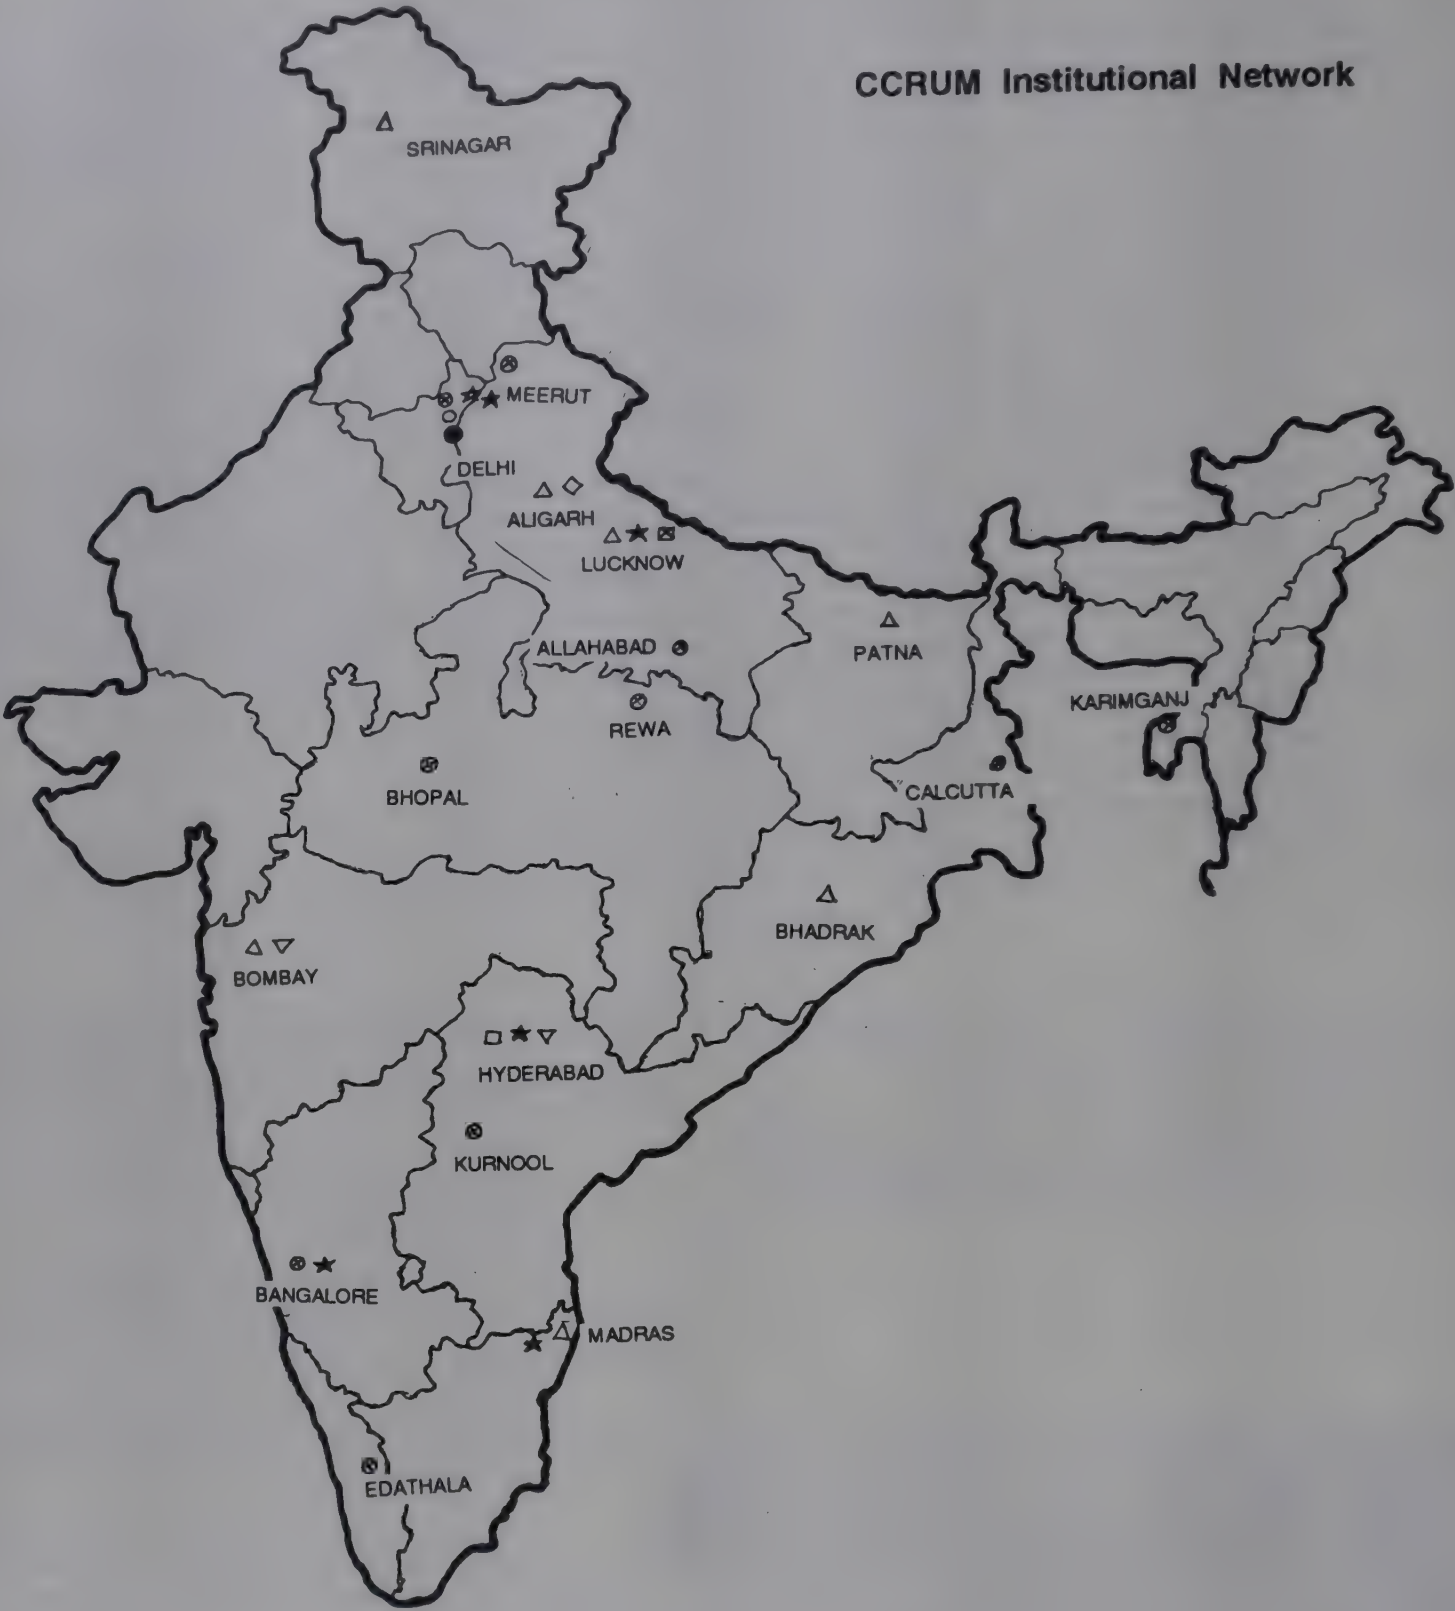 CCRUM Institutional Network
SRINAGAR
MEERUT
DELHI
ALIGARH
LUCKNOW
ALLAHABAD
PATNA
KARIMGANJ
REWA
BHOPAL
CALCUTTA
BHADRAK
BOMBAY
HYDERABAD
KURNOOL
BANGALORE
MADRAS
EDATHALA